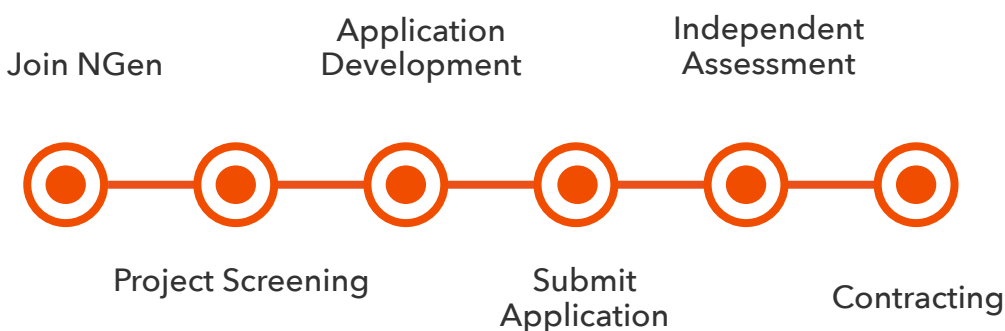 Join NGen
Project Screening
Application
Development
Submit
Application
Independent
Assessment
Contracting